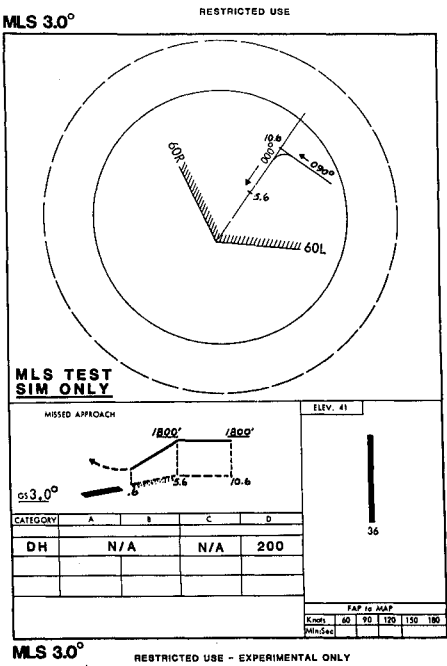 RESTRICTED USE
MLS 3.0°
60R
10.6
000°
090°
5.6
60L
MLS TEST
SIM ONLY
MISSED APPROACH
ELEV. 41
1800' 1800'
GS 3.0°
.6 5.6 10.6
36
CATEGORY A B C D
DH N/A N/A 200
FAP to MAP
Knots 60 90 120 150 180
Min:Sec
MLS 3.0°
RESTRICTED USE - EXPERIMENTAL ONLY